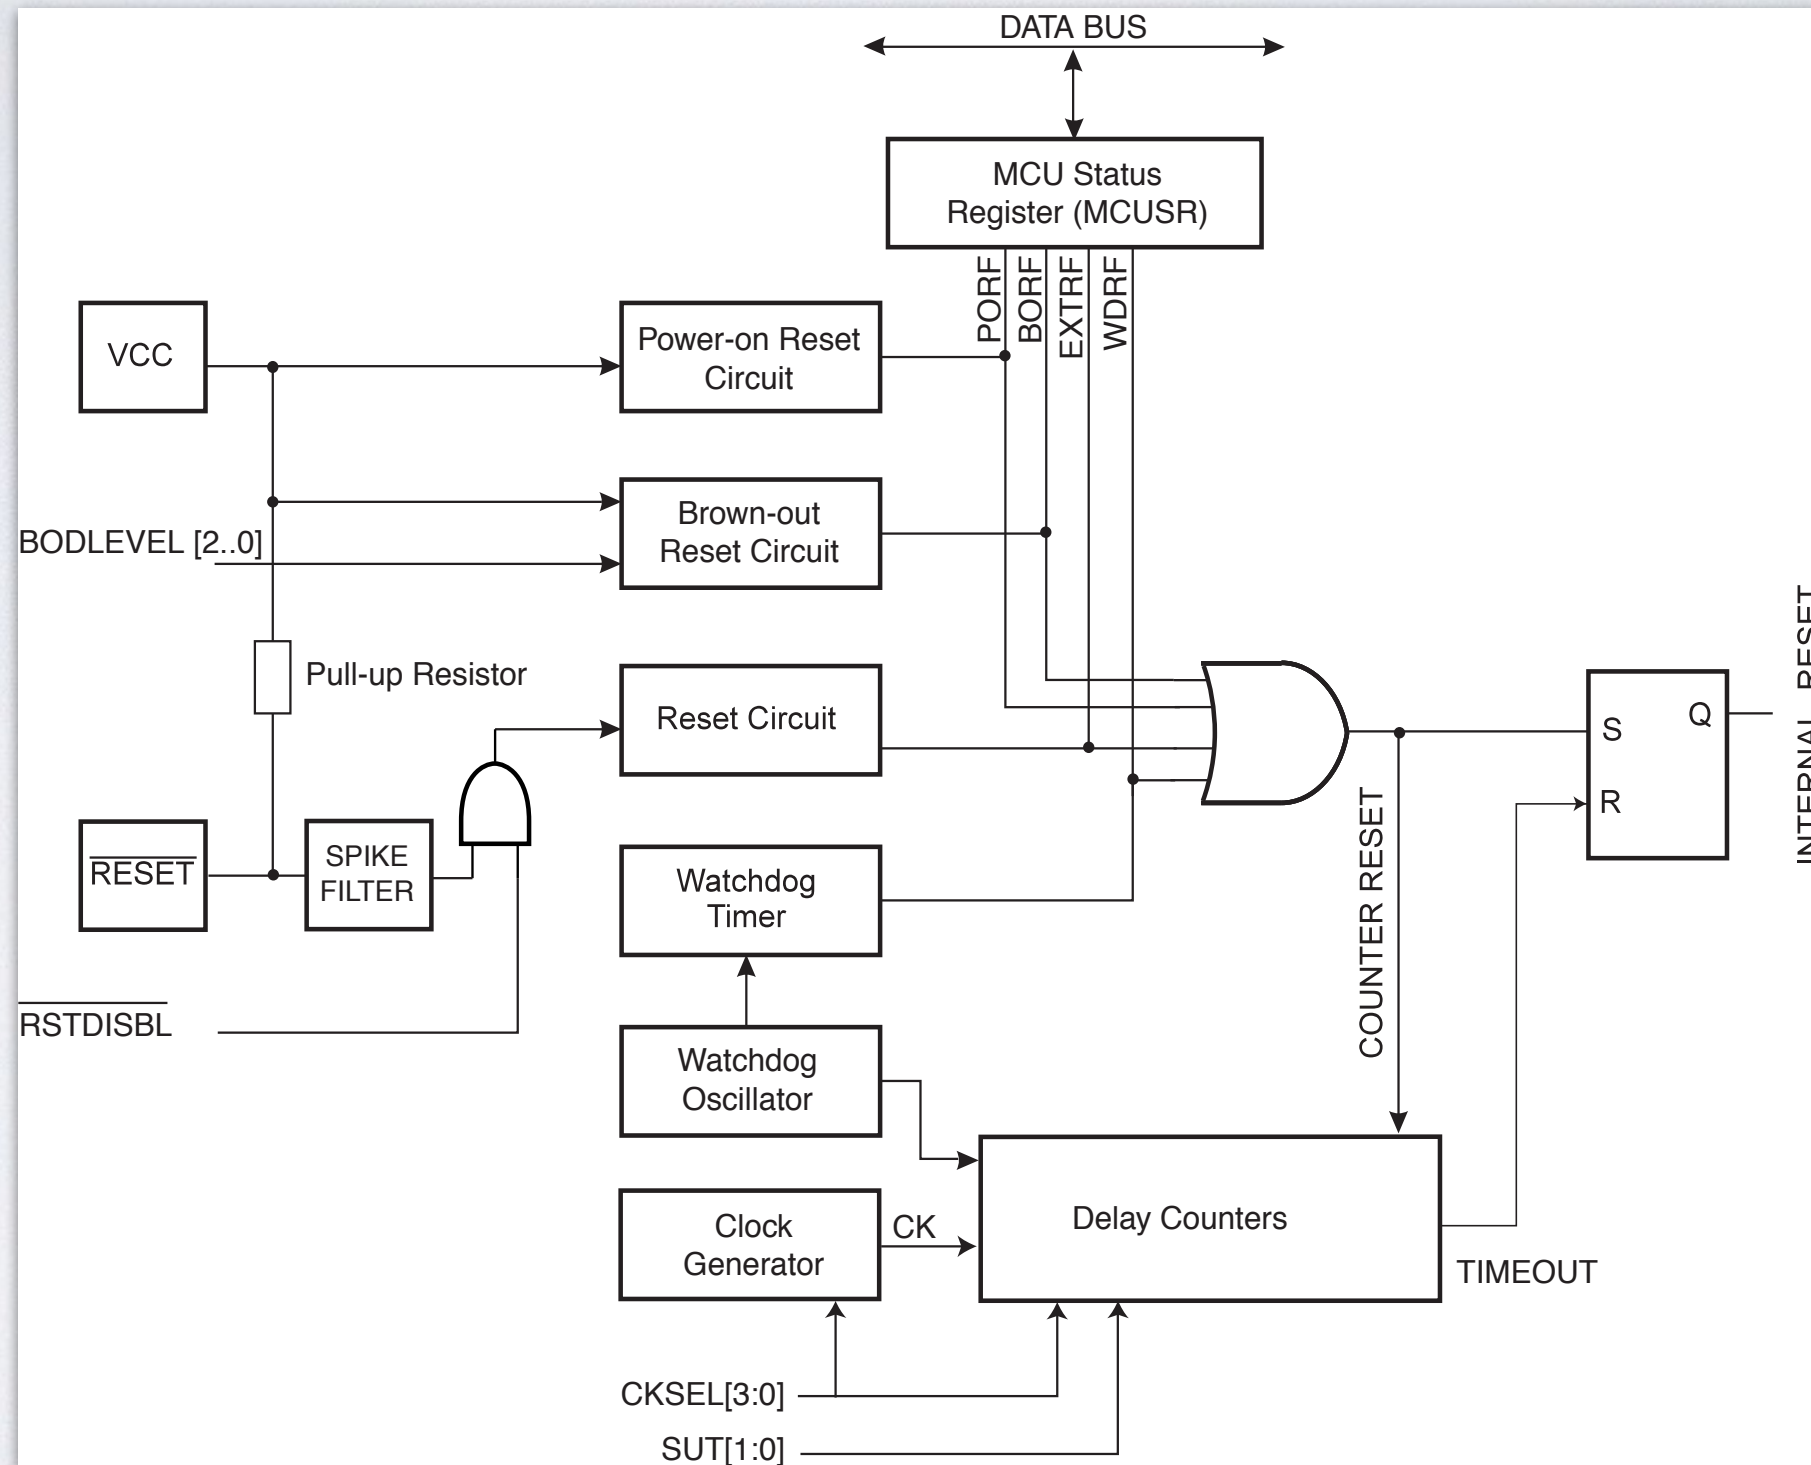 DATA BUS
MCU Status
Register (MCUSR)
PORF
BORF
EXTRF
WDRF
VCC
Power-on Reset
Circuit
Brown-out
Reset Circuit
BODLEVEL [2..0]
Pull-up Resistor
Reset Circuit
S
Q
R
INTERNAL RESET
RESET
SPIKE
FILTER
Watchdog
Timer
COUNTER RESET
RSTDISBL
Watchdog
Oscillator
Clock
Generator
CK
Delay Counters
TIMEOUT
CKSEL[3:0]
SUT[1:0]